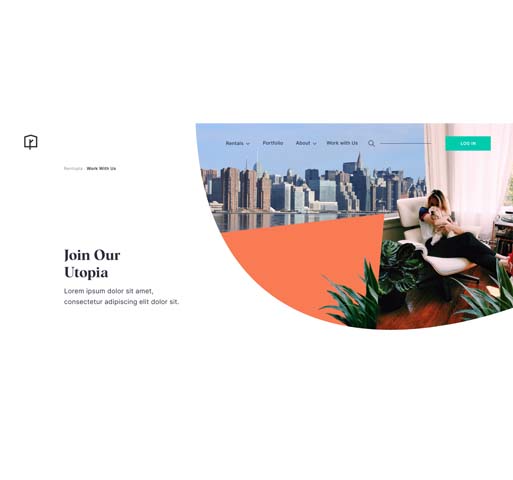 Rentals
Portfolio
About
Work with Us
LOG IN
Rentopia
Work With Us
Join Our
Utopia
Lorem ipsum dolor sit amet,
consectetur adipiscing elit dolor sit.